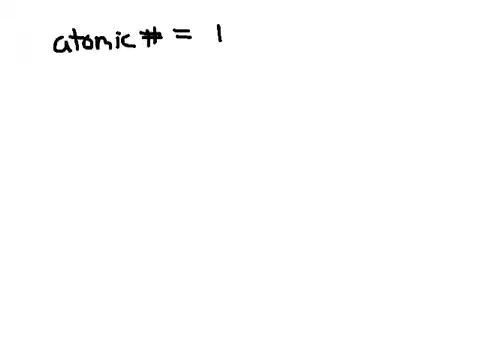 atomic # = 1